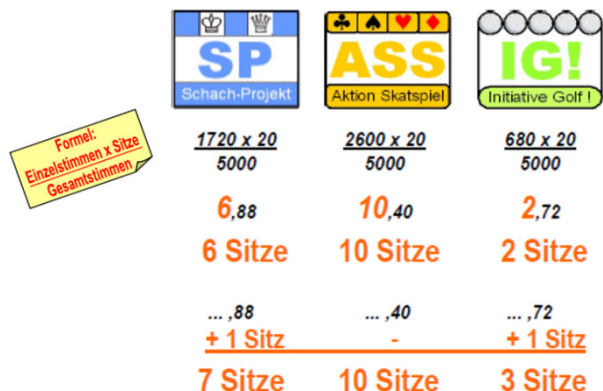 SP
Schach-Projekt
ASS
Aktion Skatspiel
IG!
Initiative Golf !
Formel:
Einzelstimmen x Sitze
Gesamtstimmen
1720 x 20
5000
2600 x 20
5000
680 x 20
5000
6,88
10,40
2,72
6 Sitze
10 Sitze
2 Sitze
... ,88
... ,40
... ,72
+ 1 Sitz
-
+ 1 Sitz
7 Sitze
10 Sitze
3 Sitze